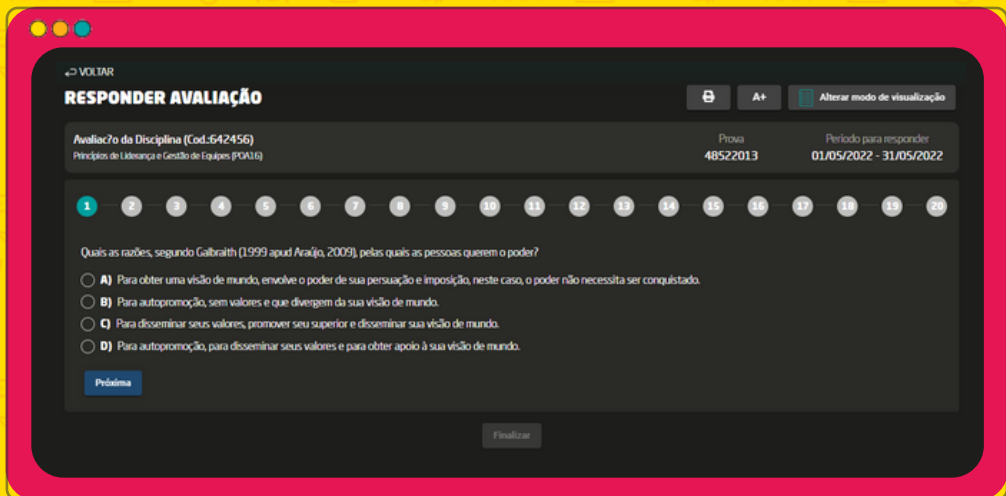 VOLTAR
RESPONDER AVALIAÇÃO
A+
Alterar modo de visualização
Avaliac?o da Disciplina (Cod.:642456)
Princípios de Liderança e Gestão de Equipes (POA16)
Prova
48522013
Período para responder
01/05/2022 - 31/05/2022
1 2 3 4 5 6 7 8 9 10 11 12 13 14 15 16 17 18 19 20
Quais as razões, segundo Galbraith (1999 apud Araújo, 2009), pelas quais as pessoas querem o poder?
A) Para obter uma visão de mundo, envolve o poder de sua persuação e imposição, neste caso, o poder não necessita ser conquistado.
B) Para autopromoção, sem valores e que divergem da sua visão de mundo.
C) Para disseminar seus valores, promover seu superior e disseminar sua visão de mundo.
D) Para autopromoção, para disseminar seus valores e para obter apoio à sua visão de mundo.
Próxima
Finalizar